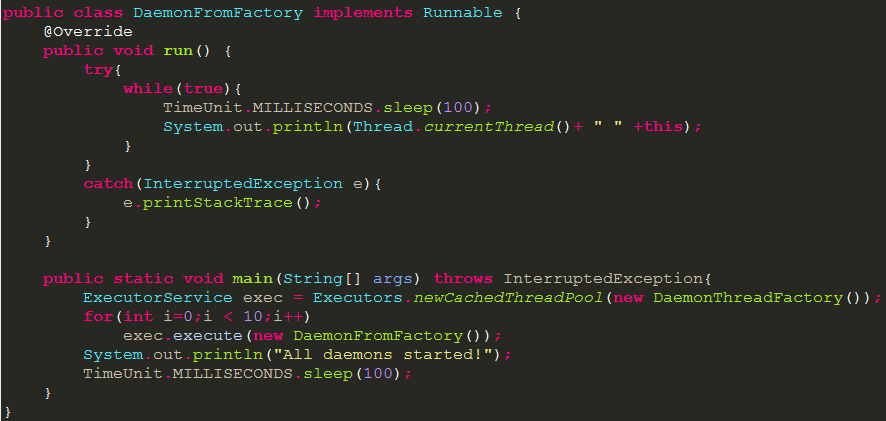 public class DaemonFromFactory implements Runnable {
    @Override
    public void run() {
        try{
            while(true){
                TimeUnit.MILLISECONDS.sleep(100);
                System.out.println(Thread.currentThread()+ " " +this);
            }
        }
        catch(InterruptedException e){
            e.printStackTrace();
        }
    }

    public static void main(String[] args) throws InterruptedException{
        ExecutorService exec = Executors.newCachedThreadPool(new DaemonThreadFactory());
        for(int i=0;i < 10;i++)
            exec.execute(new DaemonFromFactory());
        System.out.println("All daemons started!");
        TimeUnit.MILLISECONDS.sleep(100);
    }
}